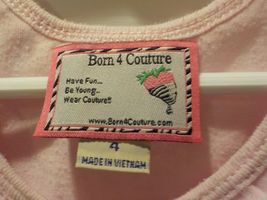 Born 4 Couture
Have Fun...
Be Young..
Wear Couture!!
www.Born4Couture.com
4
MADE IN VIETNAM